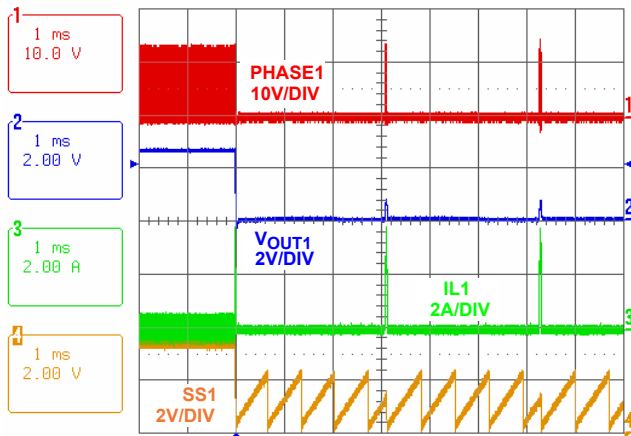 1
1 ms
10.0 V
2
1 ms
2.00 V
3
1 ms
2.00 A
4
1 ms
2.00 V
PHASE1
10V/DIV
1
2
VOUT1
2V/DIV
IL1
2A/DIV
3
SS1
2V/DIV